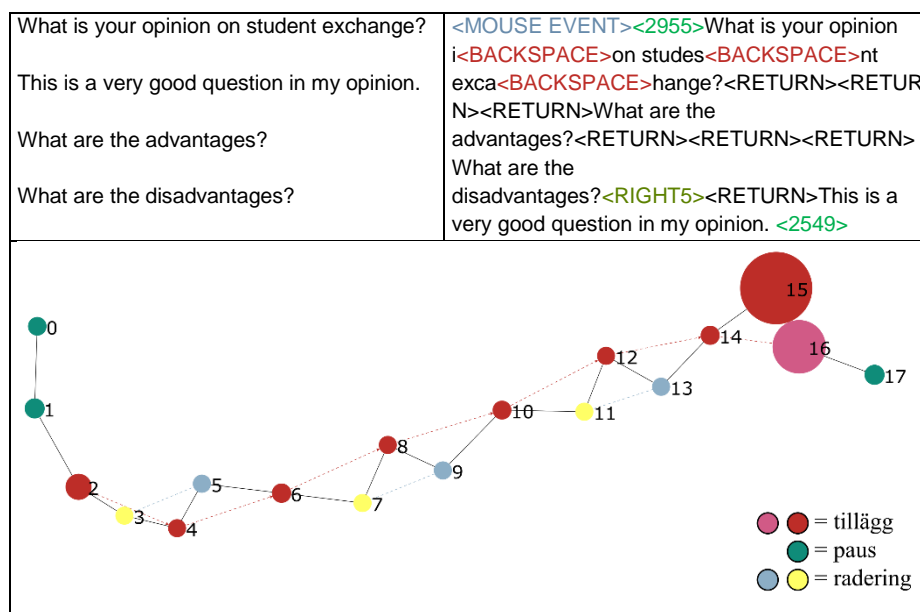 What is your opinion on student exchange?
This is a very good question in my opinion.
What are the advantages?
What are the disadvantages?
<MOUSE EVENT><2955>What is your opinion
i<BACKSPACE>on studes<BACKSPACE>nt
exca<BACKSPACE>hange?<RETURN><RETUR
N><RETURN>What are the
advantages?<RETURN><RETURN><RETURN>
What are the
disadvantages?<RIGHT5><RETURN>This is a
very good question in my opinion. <2549>
0
1
2
3
4
5
6
7
8
9
10
11
12
13
14
15
16
17
= tillägg
= paus
= radering